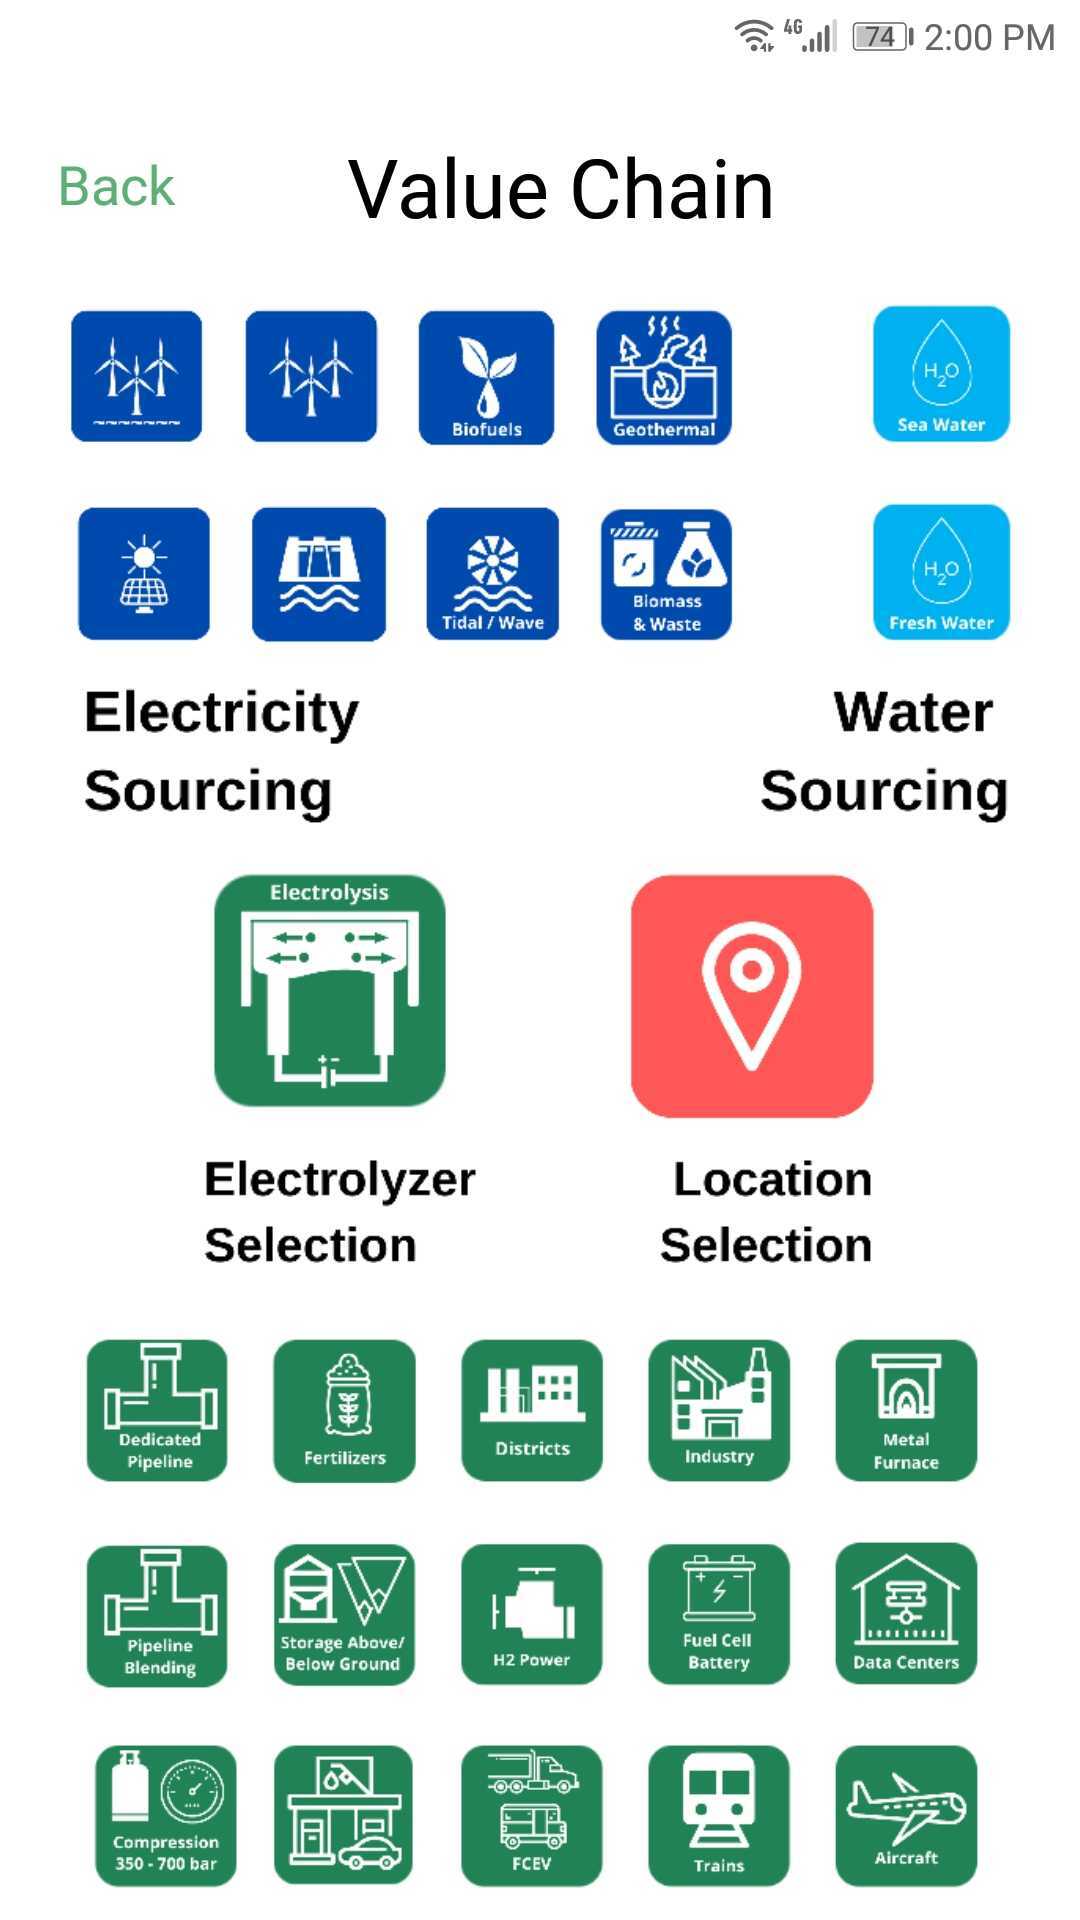 4G 74 2:00 PM
Back
Value Chain
Biofuels
Geothermal
H2O
Sea Water
Tidal / Wave
Biomass
& Waste
H2O
Fresh Water
Electricity
Sourcing
Water
Sourcing
Electrolysis
+ -
Electrolyzer
Selection
Location
Selection
Dedicated
Pipeline
Fertilizers
Districts
Industry
Metal
Furnace
Pipeline
Blending
Storage Above/
Below Ground
H2 Power
+ -
Fuel Cell
Battery
Data Centers
Compression
350 - 700 bar
FCEV
Trains
Aircraft